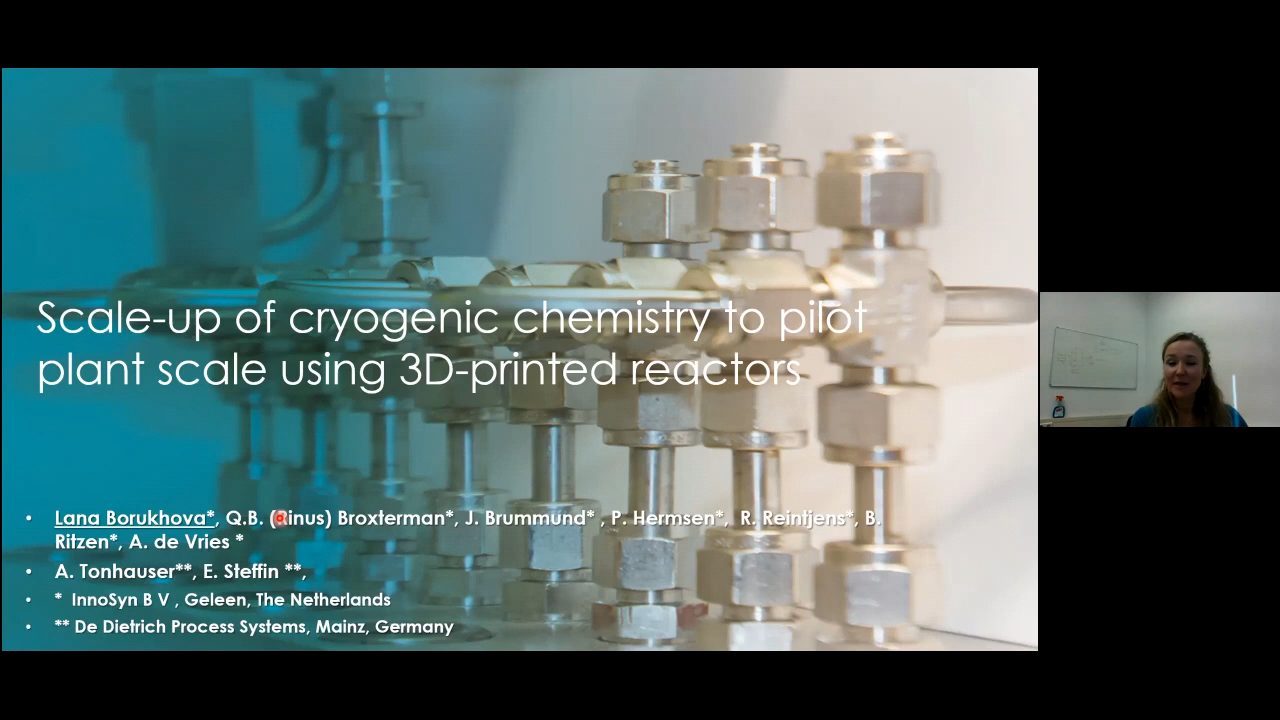 Scale-up of cryogenic chemistry to pilot
plant scale using 3D-printed reactors
• Lana Borukhova*, Q.B. (Rinus) Broxterman*, J. Brummund* , P. Hermsen*, R. Reintjens*, B.
Ritzen*, A. de Vries *
• A. Tonhauser**, E. Steffin **,
• * InnoSyn B V , Geleen, The Netherlands
• ** De Dietrich Process Systems, Mainz, Germany